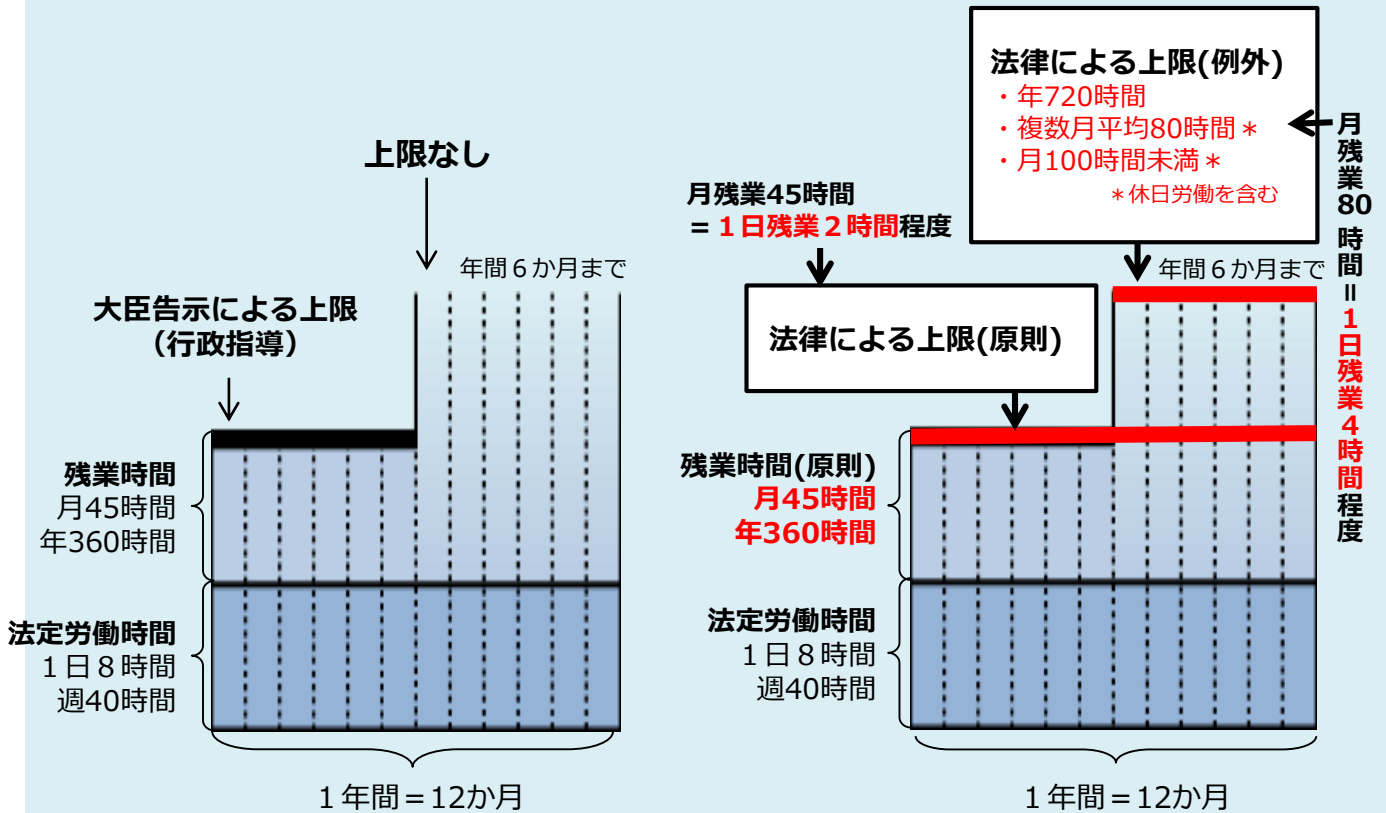 上限なし
年間６か月まで
大臣告示による上限
（行政指導）
残業時間
月45時間
年360時間
法定労働時間
１日８時間
週40時間
１年間＝12か月
法律による上限(例外)
・年720時間
・複数月平均80時間＊
・月100時間未満＊
＊休日労働を含む
月残業45時間
＝１日残業２時間程度
年間６か月まで
法律による上限(原則)
月残業80時間＝１日残業４時間程度
残業時間(原則)
月45時間
年360時間
法定労働時間
１日８時間
週40時間
１年間＝12か月